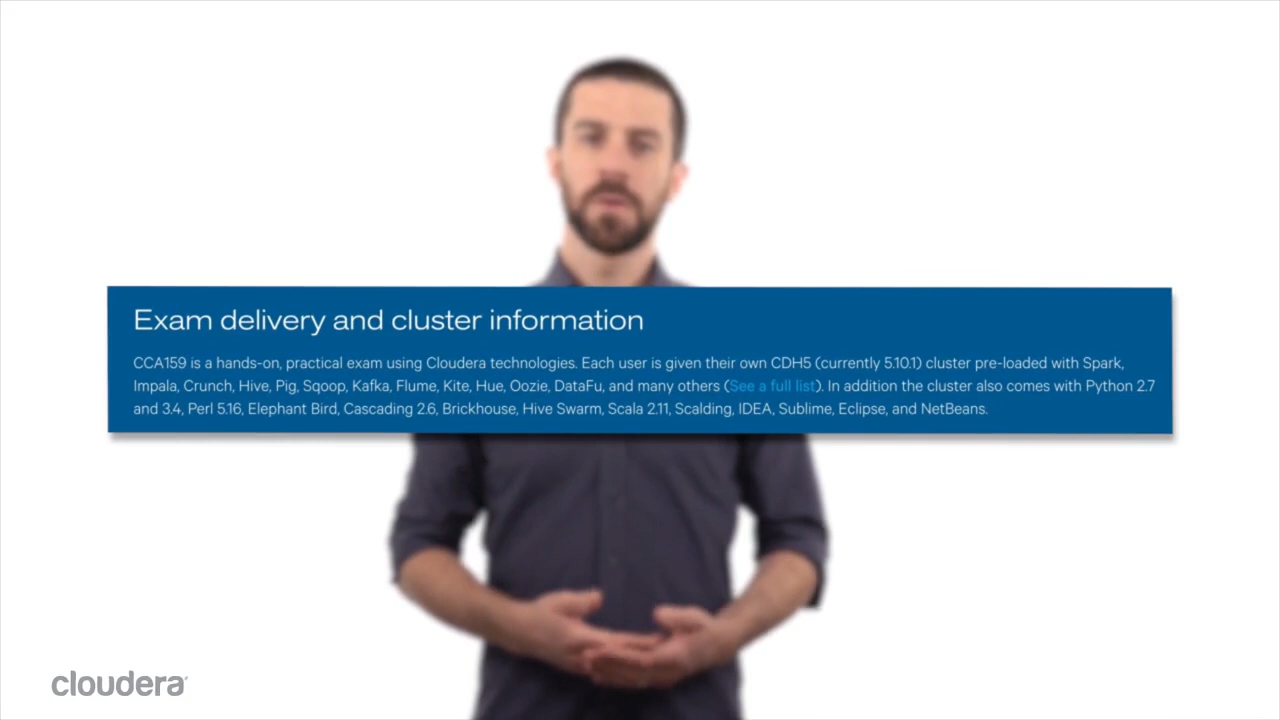 Exam delivery and cluster information
CCA159 is a hands-on, practical exam using Cloudera technologies. Each user is given their own CDH5 (currently 5.10.1) cluster pre-loaded with Spark,
Impala, Crunch, Hive, Pig, Sqoop, Kafka, Flume, Kite, Hue, Oozie, DataFu, and many others (See a full list). In addition the cluster also comes with Python 2.7
and 3.4, Perl 5.16, Elephant Bird, Cascading 2.6, Brickhouse, Hive Swarm, Scala 2.11, Scalding, IDEA, Sublime, Eclipse, and NetBeans.
cloudera